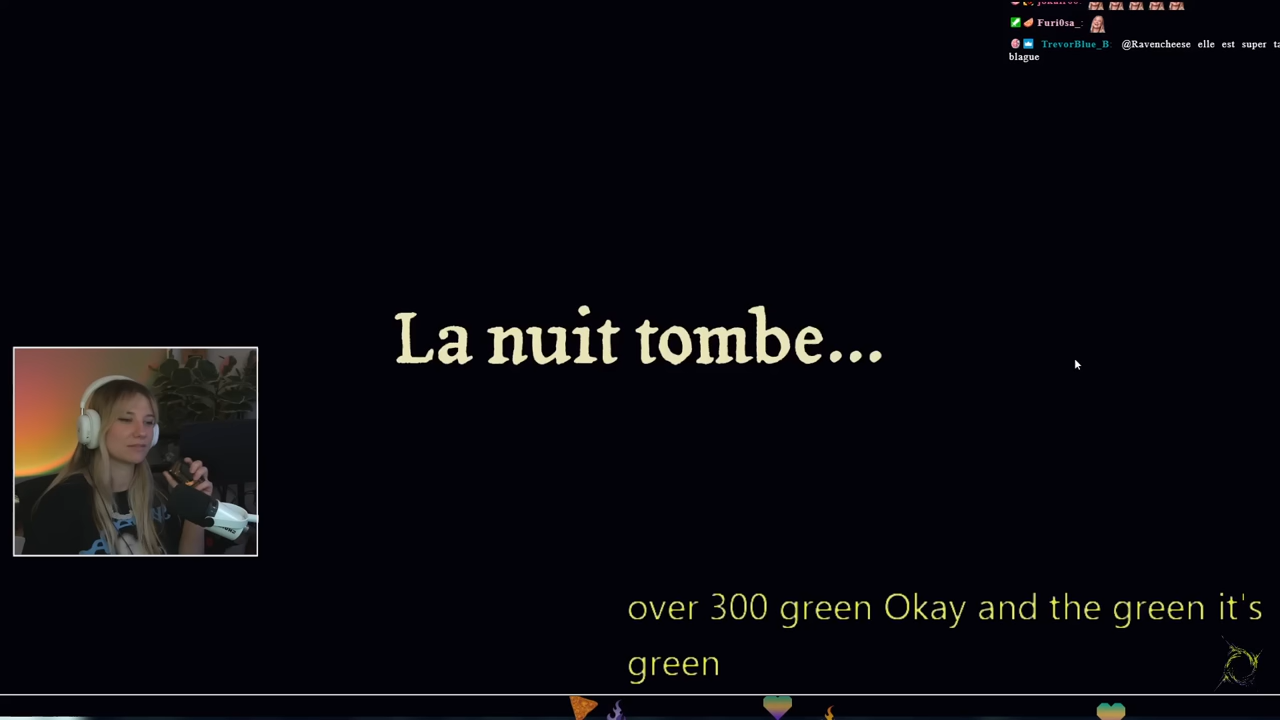 Furi0sa_:
TrevorBlue_B: @Ravencheese elle est super
blague
La nuit tombe...
over 300 green Okay and the green it's
green